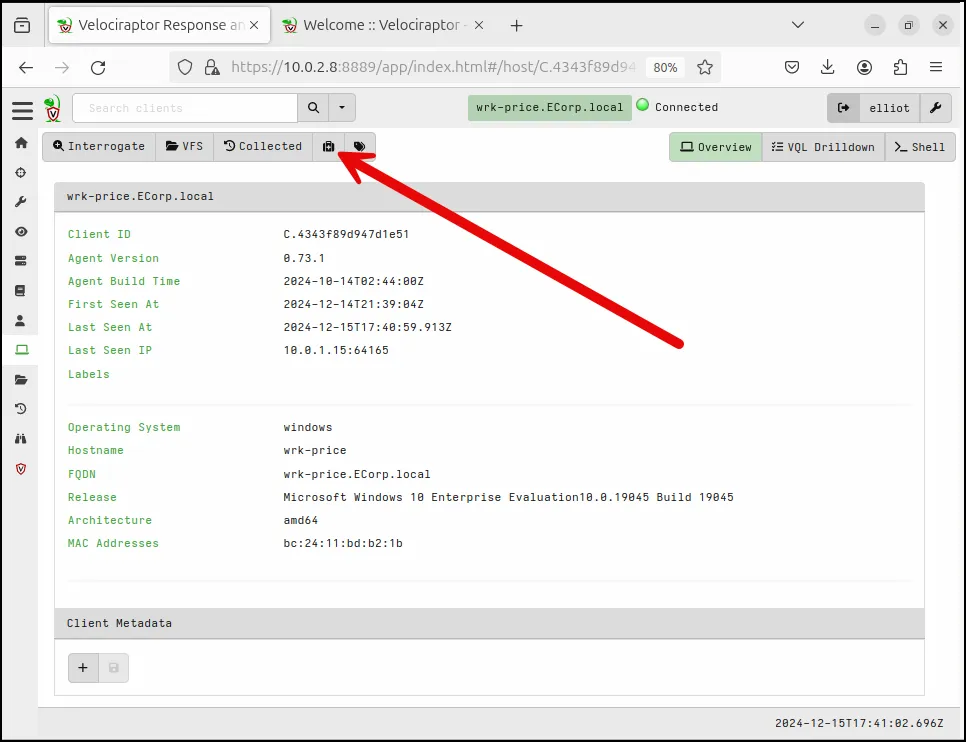 Velociraptor Response an
Welcome :: Velociraptor -
https://10.0.2.8:8889/app/index.html#/host/C.4343f89d94
80%
Search clients
wrk-price.ECorp.local
Connected
elliot
Interrogate
VFS
Collected
Overview
VQL Drilldown
>_ Shell
wrk-price.ECorp.local
Client ID C.4343f89d947d1e51
Agent Version 0.73.1
Agent Build Time 2024-10-14T02:44:00Z
First Seen At 2024-12-14T21:39:04Z
Last Seen At 2024-12-15T17:40:59.913Z
Last Seen IP 10.0.1.15:64165
Labels
Operating System windows
Hostname wrk-price
FQDN wrk-price.ECorp.local
Release Microsoft Windows 10 Enterprise Evaluation10.0.19045 Build 19045
Architecture amd64
MAC Addresses bc:24:11:bd:b2:1b
Client Metadata
2024-12-15T17:41:02.696Z